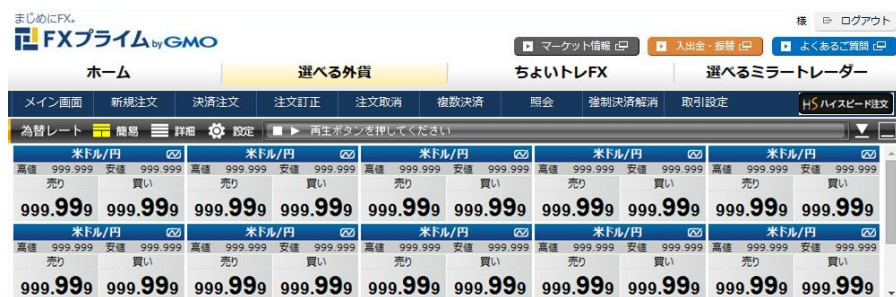 まじめにFX。
様 ログアウト
FXプライム byGMO
マーケット情報 入出金・振替 よくあるご質問
ホーム 選べる外貨 ちょいトレFX 選べるミラートレーダー
メイン画面 新規注文 決済注文 注文訂正 注文取消 複数決済 照会 強制決済解消 取引設定 HSハイスピード注文
為替レート 簡易 詳細 設定 再生ボタンを押してください
米ドル/円 米ドル/円 米ドル/円 米ドル/円 米ドル/円
高値 999.999 安値 999.999 高値 999.999 安値 999.999 高値 999.999 安値 999.999 高値 999.999 安値 999.999 高値 999.999 安値 999.999
売り 買い 売り 買い 売り 買い 売り 買い 売り 買い
999.999 999.999 999.999 999.999 999.999 999.999 999.999 999.999 999.999 999.999
米ドル/円 米ドル/円 米ドル/円 米ドル/円 米ドル/円
高値 999.999 安値 999.999 高値 999.999 安値 999.999 高値 999.999 安値 999.999 高値 999.999 安値 999.999 高値 999.999 安値 999.999
売り 買い 売り 買い 売り 買い 売り 買い 売り 買い
999.999 999.999 999.999 999.999 999.999 999.999 999.999 999.999 999.999 999.999